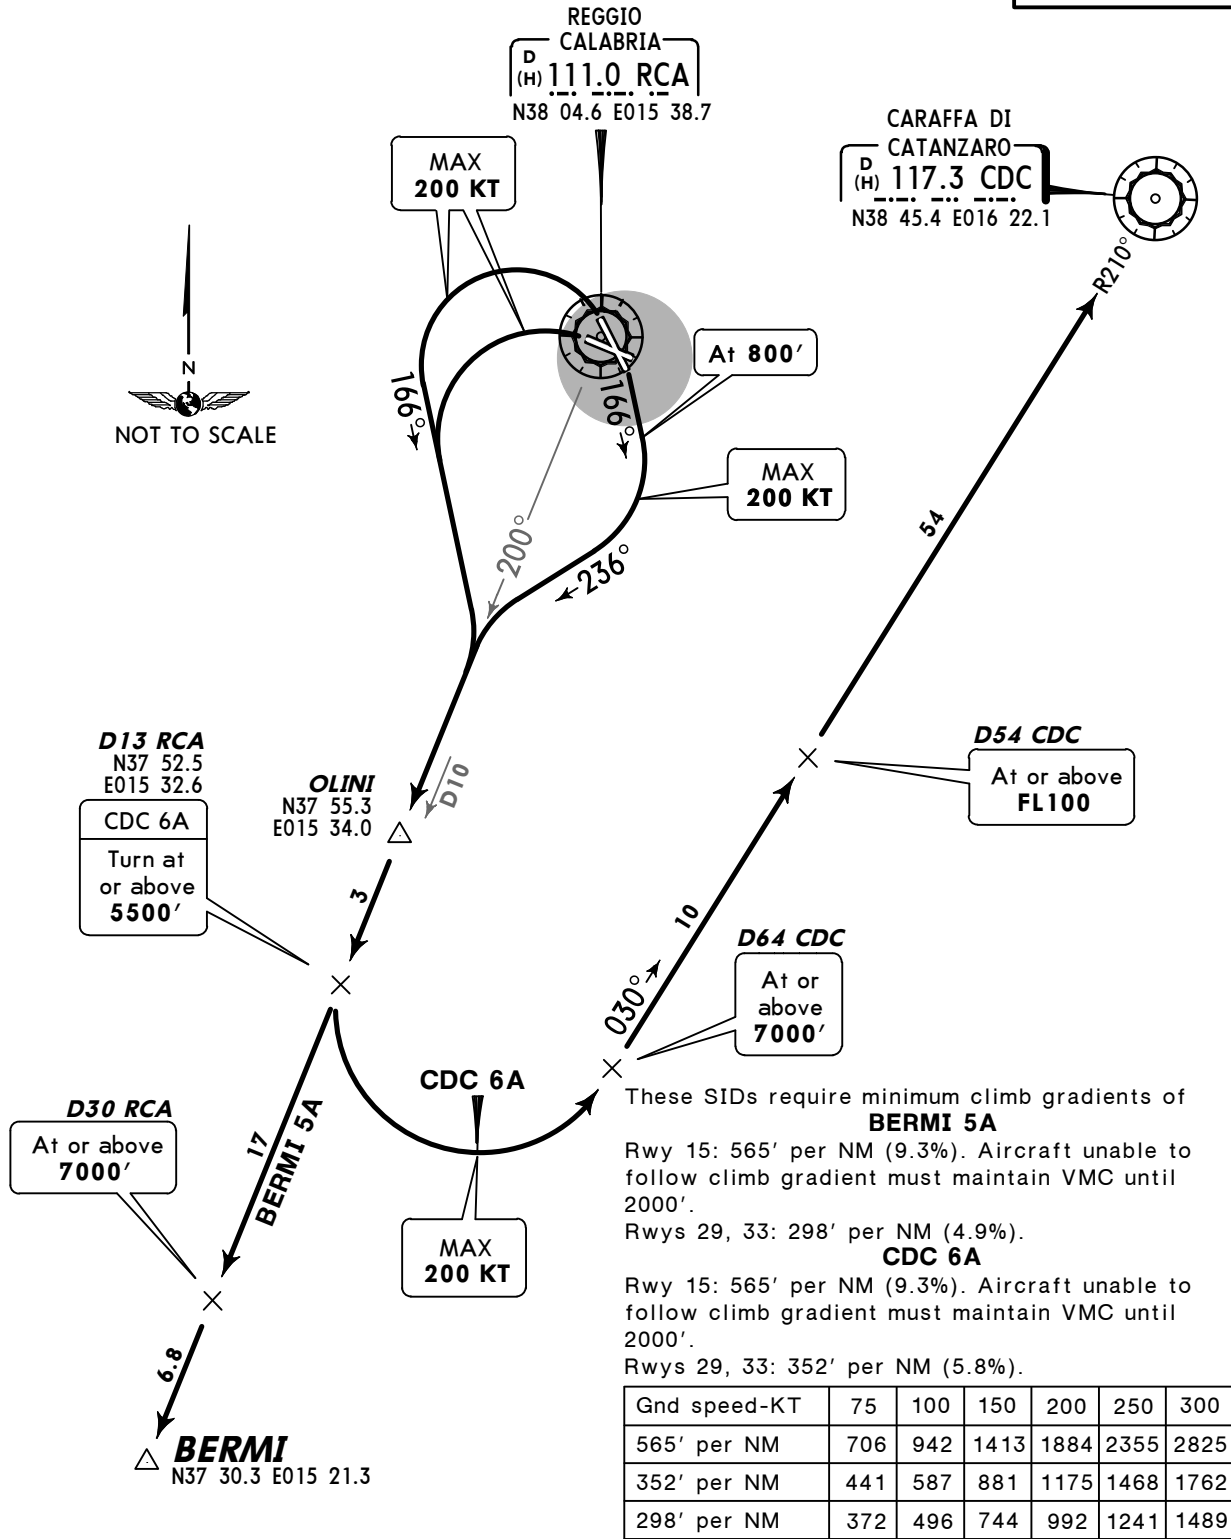 REGGIO
CALABRIA
D
(H) 111.0 RCA
N38 04.6 E015 38.7
CARAFFA DI
CATANZARO
D
(H) 117.3 CDC
N38 45.4 E016 22.1
R210°
MAX
200 KT
N
NOT TO SCALE
At 800′
166°
166°
MAX
200 KT
200°
236°
54
D13 RCA
N37 52.5
E015 32.6
CDC 6A
Turn at
or above
5500′
OLINI
N37 55.3
E015 34.0
D10
D54 CDC
At or above
FL100
3
10
D64 CDC
At or
above
7000′
030°
CDC 6A
MAX
200 KT
D30 RCA
At or above
7000′
17
BERMI 5A
6.8
BERMI
N37 30.3 E015 21.3
These SIDs require minimum climb gradients of
BERMI 5A
Rwy 15: 565′ per NM (9.3%). Aircraft unable to
follow climb gradient must maintain VMC until
2000′.
Rwys 29, 33: 298′ per NM (4.9%).
CDC 6A
Rwy 15: 565′ per NM (9.3%). Aircraft unable to
follow climb gradient must maintain VMC until
2000′.
Rwys 29, 33: 352′ per NM (5.8%).
Gnd speed-KT 75 100 150 200 250 300
565′ per NM 706 942 1413 1884 2355 2825
352′ per NM 441 587 881 1175 1468 1762
298′ per NM 372 496 744 992 1241 1489